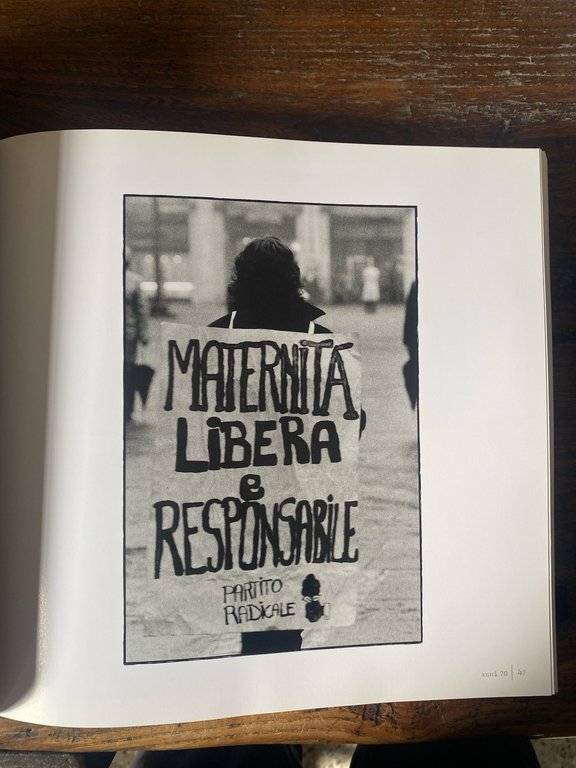 MATERNITÀ
LiBERA
e
RESPONSABiLE
PARTiTO
RADiCALE
anni 70 | 47